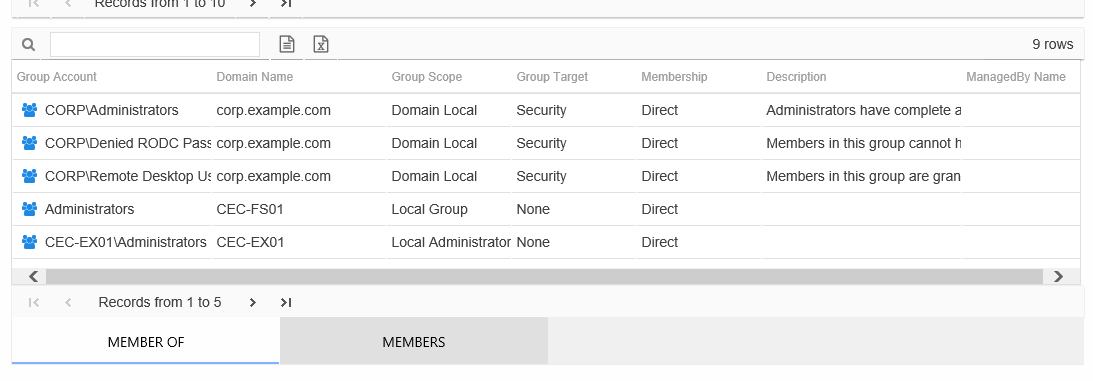 Records from 1 to 10
9 rows
Group Account Domain Name Group Scope Group Target Membership Description ManagedBy Name
CORP\Administrators corp.example.com Domain Local Security Direct Administrators have complete a
CORP\Denied RODC Pass corp.example.com Domain Local Security Direct Members in this group cannot h
CORP\Remote Desktop Us corp.example.com Domain Local Security Direct Members in this group are gran
Administrators CEC-FS01 Local Group None Direct
CEC-EX01\Administrators CEC-EX01 Local Administrator None Direct
Records from 1 to 5
MEMBER OF MEMBERS